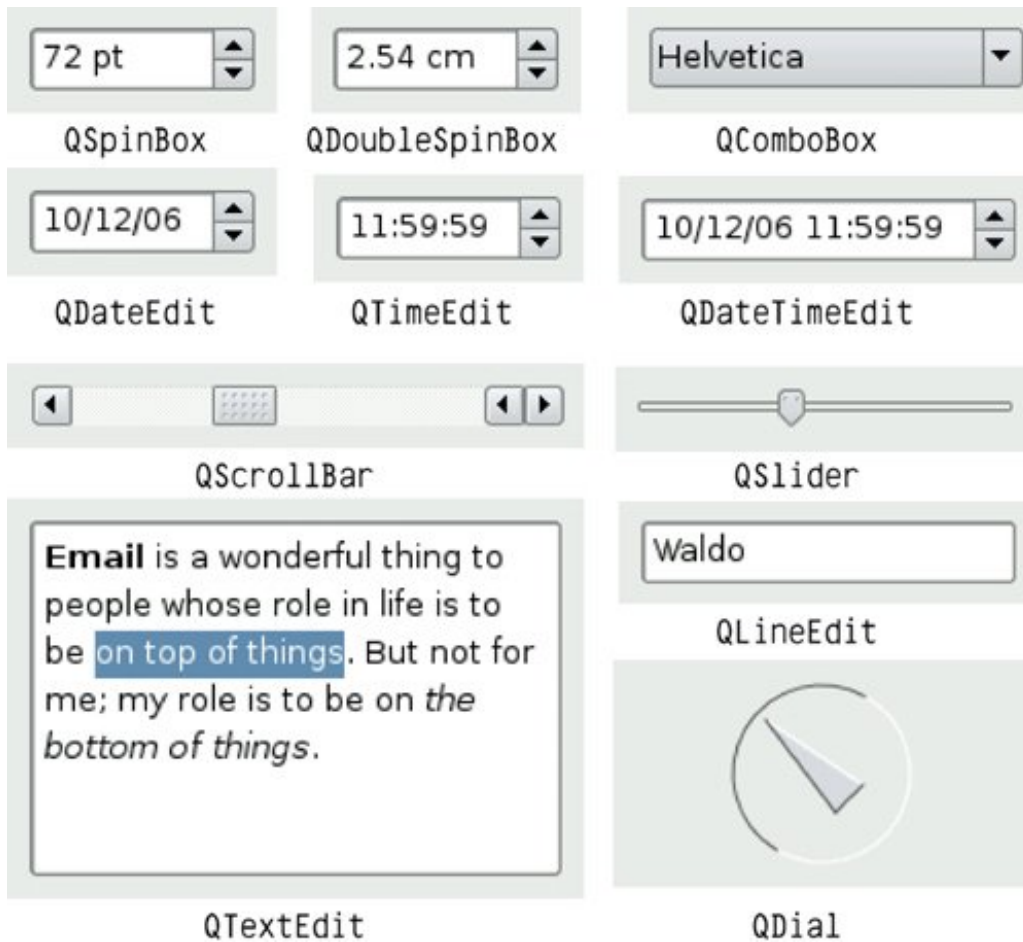 72 pt
2.54 cm
Helvetica
QSpinBox
QDoubleSpinBox
QComboBox
10/12/06
11:59:59
10/12/06 11:59:59
QDateEdit
QTimeEdit
QDateTimeEdit
QScrollBar
QSlider
Email is a wonderful thing to
people whose role in life is to
be on top of things. But not for
me; my role is to be on the
bottom of things.
QTextEdit
Waldo
QLineEdit
QDial